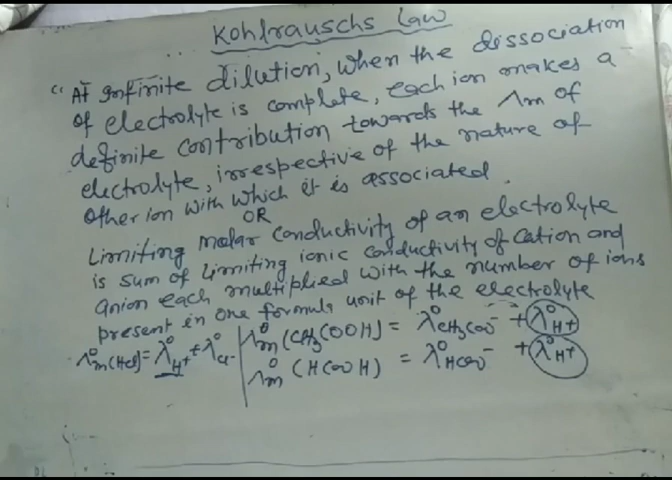 Kohlrauschs Law
" At Infinite dilution, when the dissociation
of electrolyte is complete, each ion makes a
definite contribution towards the Λm of
electrolyte, irrespective of the nature of
other ion with which it is associated.
OR
Limiting molar conductivity of an electrolyte
is sum of limiting ionic conductivity of cation and
anion each multiplied with the number of ions
present in one formula unit of the electrolyte
Λ°m(HCl) = λ°H+ + λ°Cl- | Λ°m (CH3COOH) = λ°CH3COO- + λ°H+
Λ°m (HCOOH) = λ°HCOO- + λ°H+